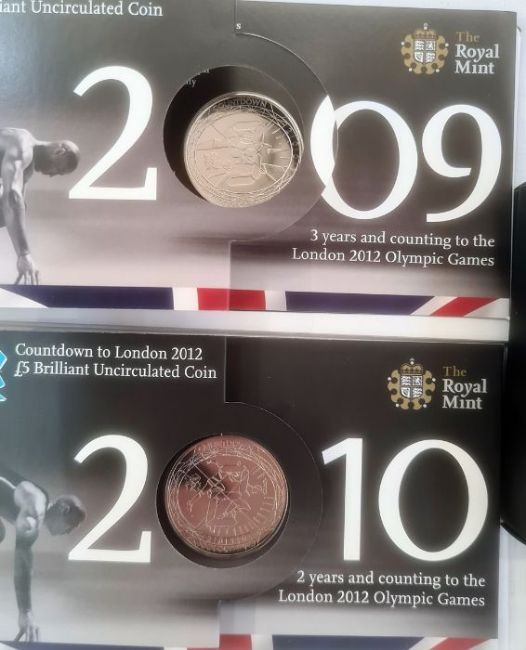 iant Uncirculated Coin
s
The
Royal
Mint
2 09
COUNTDOWN
3 years and counting to the
London 2012 Olympic Games
Countdown to London 2012
£5 Brilliant Uncirculated Coin
The
Royal
Mint
2 10
2 years and counting to the
London 2012 Olympic Games